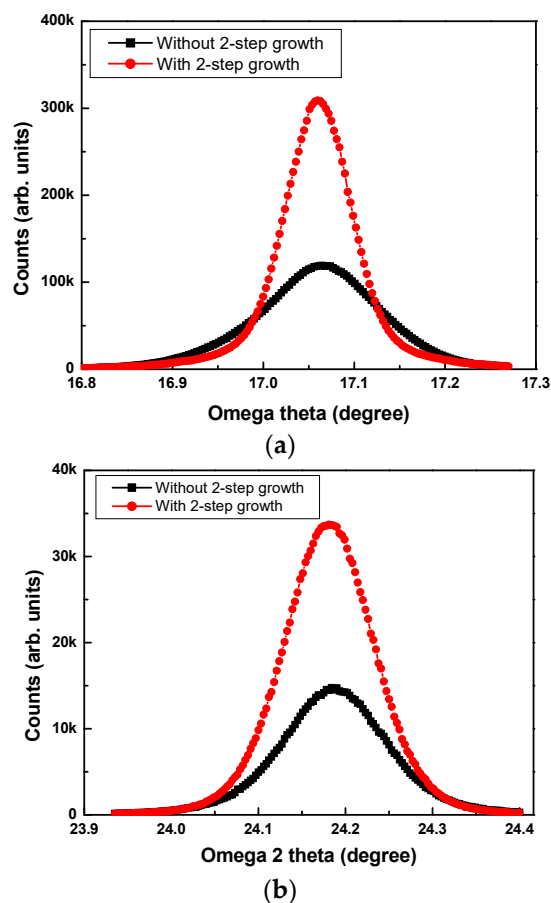 400k
Without 2-step growth
With 2-step growth
300k
200k
100k
0
Counts (arb. units)
16.8 16.9 17.0 17.1 17.2 17.3
Omega theta (degree)
(a)
40k
Without 2-step growth
With 2-step growth
30k
20k
10k
0
Counts (arb. units)
23.9 24.0 24.1 24.2 24.3 24.4
Omega 2 theta (degree)
(b)